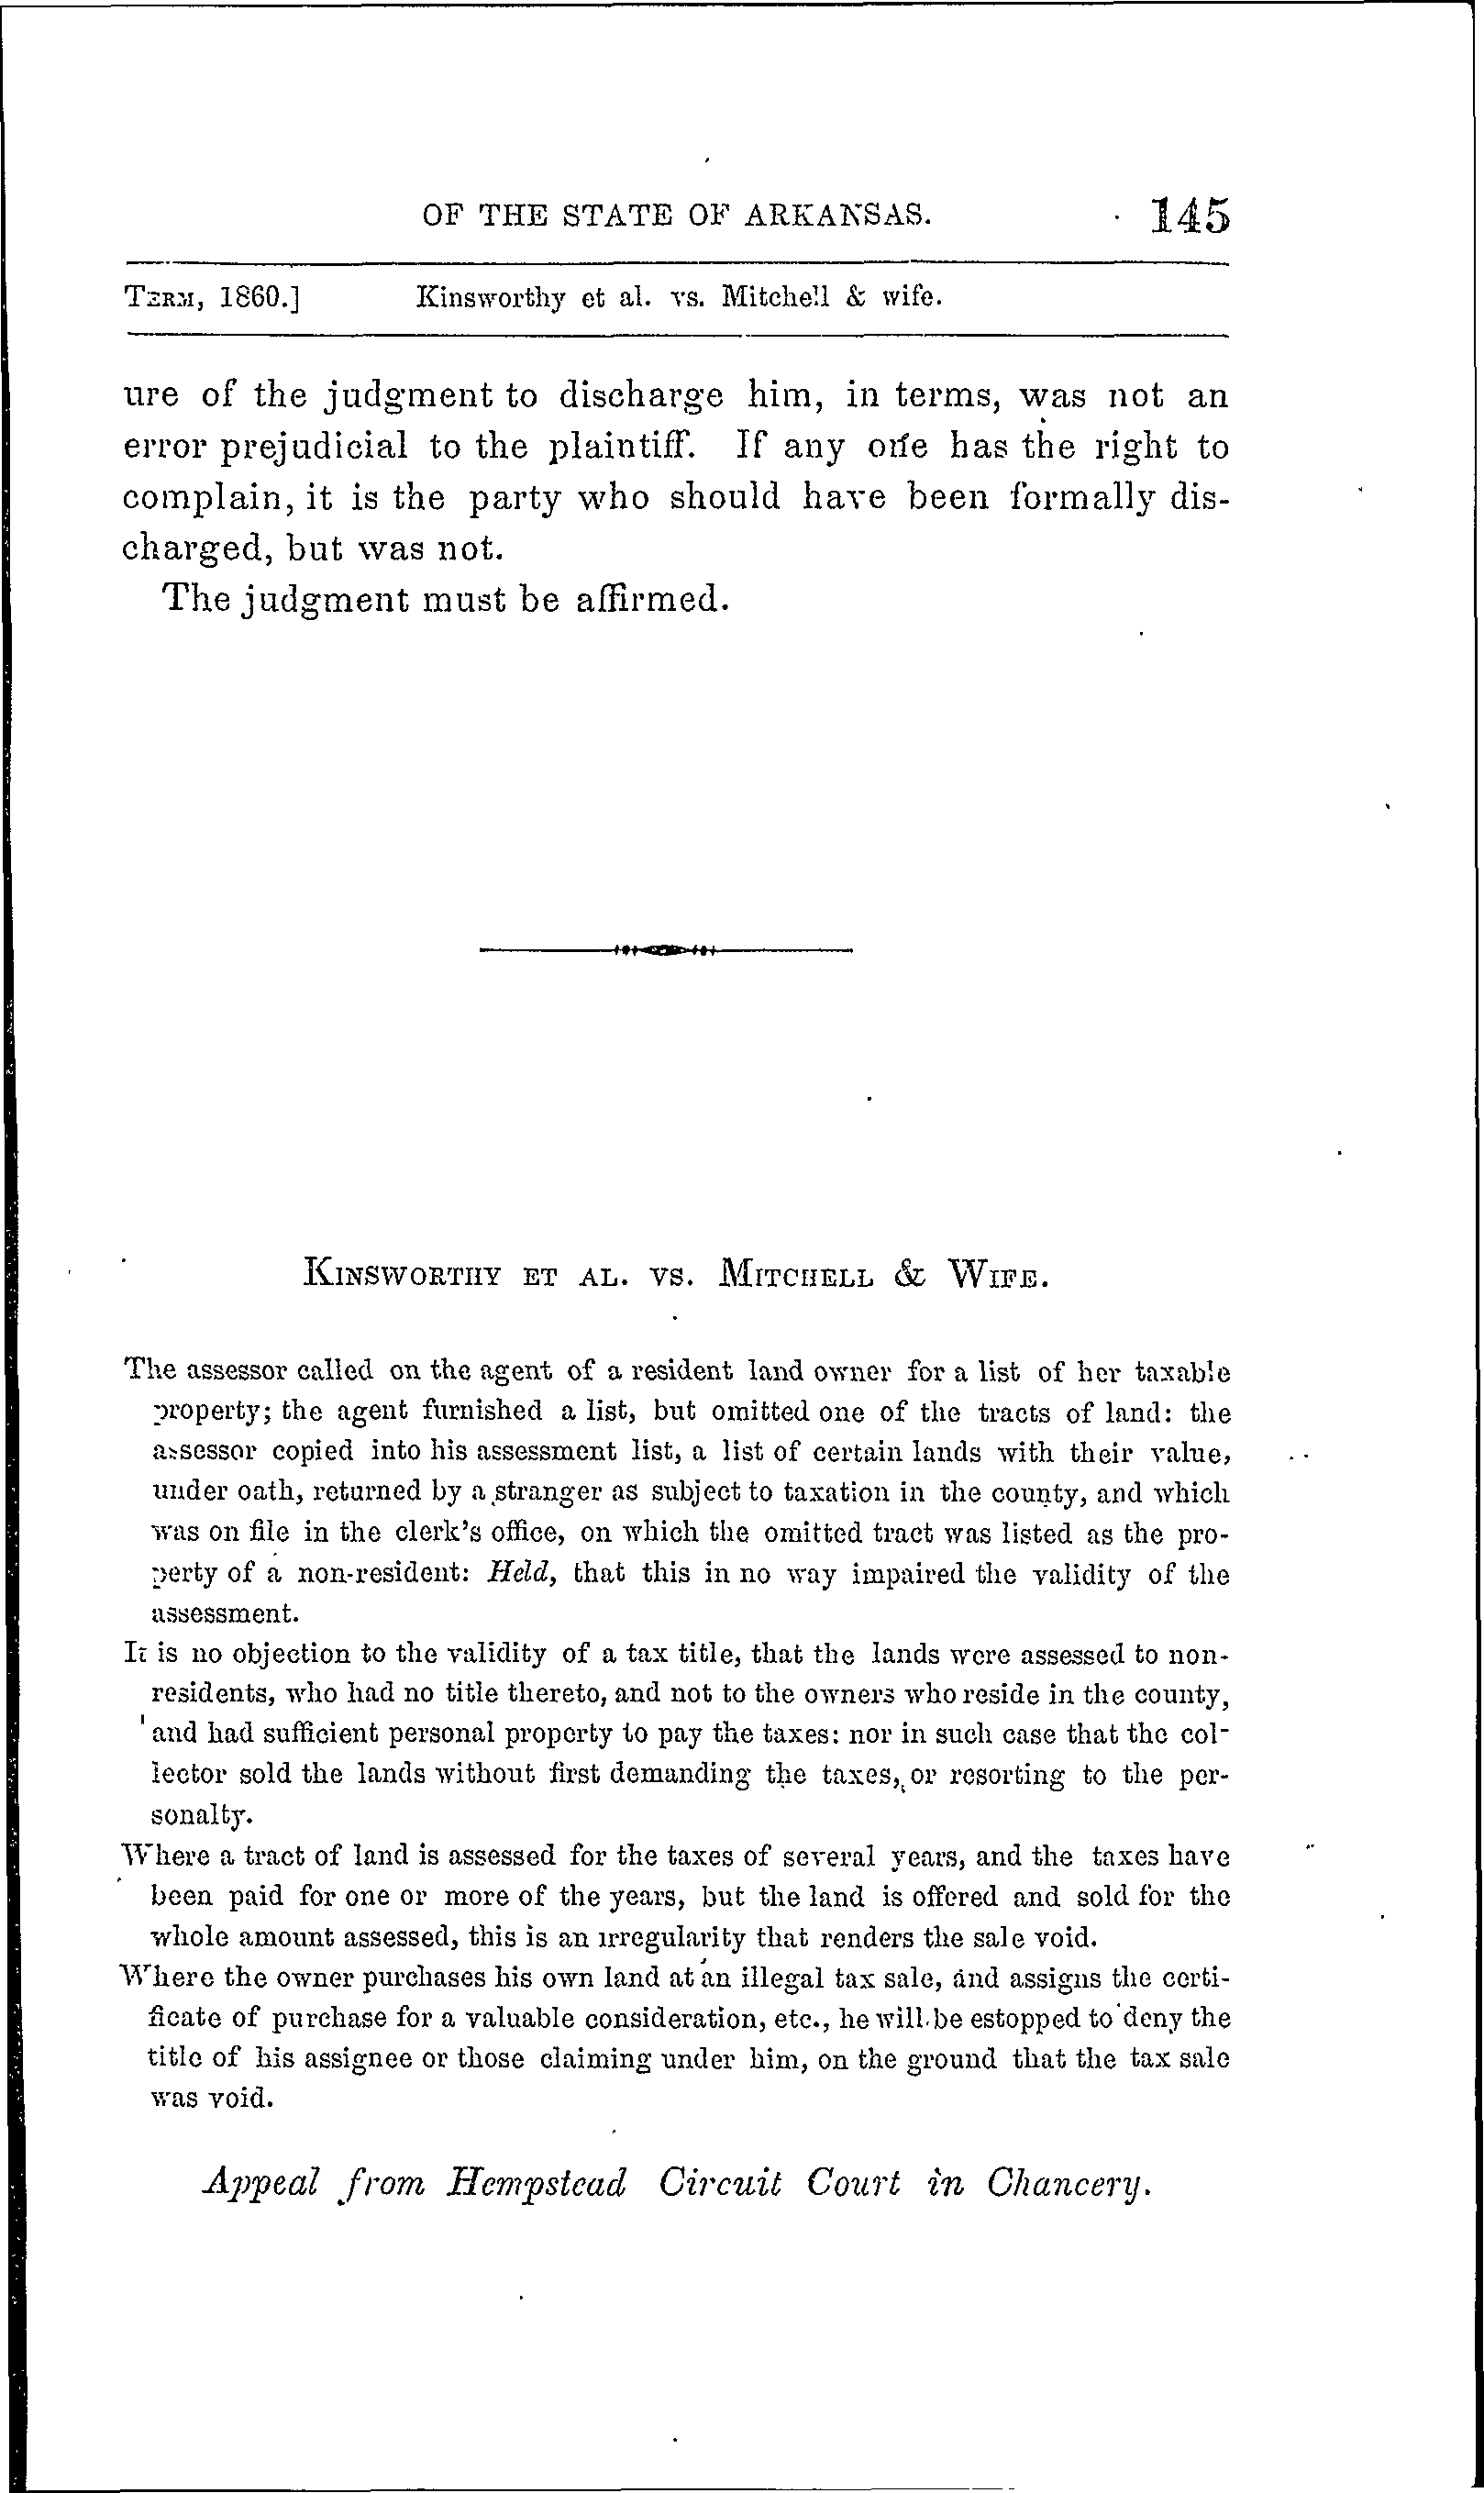 OF THE STATE OF ARKANSAS. 145
TERM, 1860.] Kinsworthy et al. vs. Mitchell & wife.
ure of the judgment to discharge him, in terms, was not an
error prejudicial to the plaintiff. If any one has the right to
complain, it is the party who should have been formally dis-
charged, but was not.
The judgment must be affirmed.
KINSWORTHY ET AL. VS. MITCHELL & WIFE.
The assessor called on the agent of a resident land owner for a list of her taxable
property; the agent furnished a list, but omitted one of the tracts of land: the
assessor copied into his assessment list, a list of certain lands with their value,
under oath, returned by a stranger as subject to taxation in the county, and which
was on file in the clerk's office, on which the omitted tract was listed as the pro-
perty of a non-resident: Held, that this in no way impaired the validity of the
assessment.
It is no objection to the validity of a tax title, that the lands were assessed to non-
residents, who had no title thereto, and not to the owners who reside in the county,
and had sufficient personal property to pay the taxes: nor in such case that the col-
lector sold the lands without first demanding the taxes, or resorting to the per-
sonalty.
Where a tract of land is assessed for the taxes of several years, and the taxes have
been paid for one or more of the years, but the land is offered and sold for the
whole amount assessed, this is an irregularity that renders the sale void.
Where the owner purchases his own land at an illegal tax sale, and assigns the certi-
ficate of purchase for a valuable consideration, etc., he will be estopped to deny the
title of his assignee or those claiming under him, on the ground that the tax sale
was void.
Appeal from Hempstead Circuit Court in Chancery.